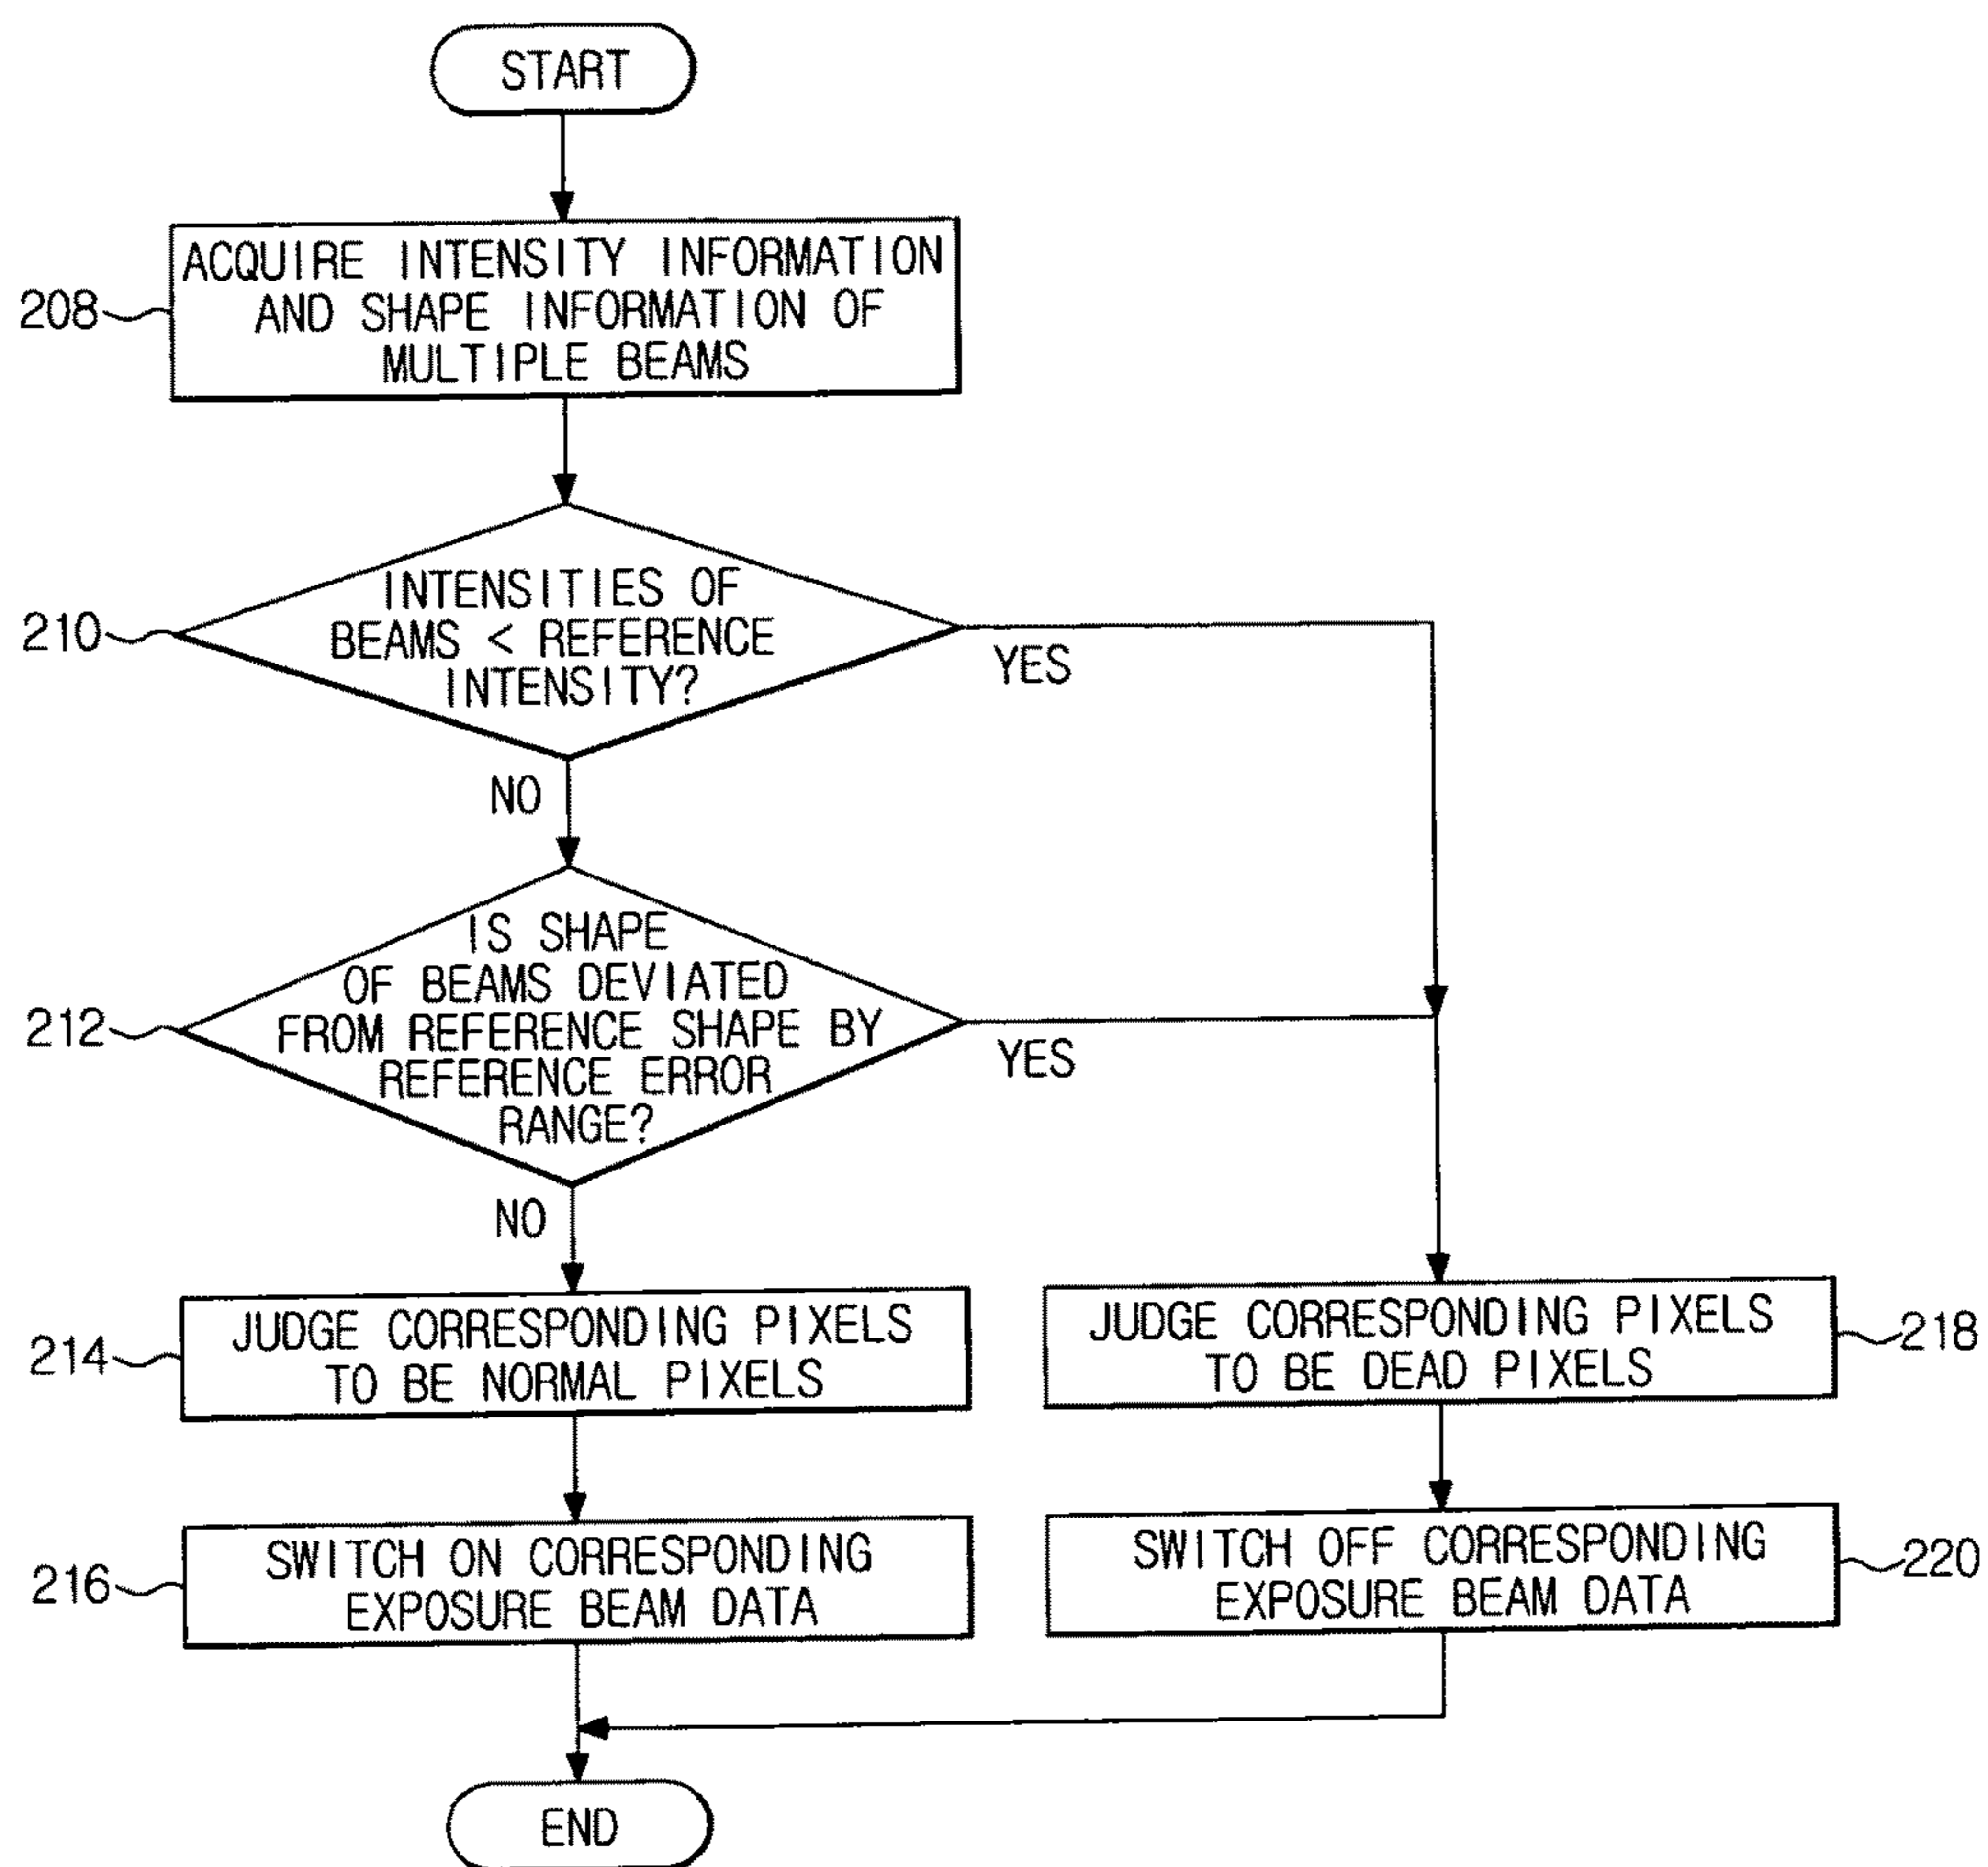 START
208
ACQUIRE INTENSITY INFORMATION
AND SHAPE INFORMATION OF
MULTIPLE BEAMS
210
INTENSITIES OF
BEAMS < REFERENCE
INTENSITY?
YES
NO
212
IS SHAPE
OF BEAMS DEVIATED
FROM REFERENCE SHAPE BY
REFERENCE ERROR
RANGE?
YES
NO
214
JUDGE CORRESPONDING PIXELS
TO BE NORMAL PIXELS
JUDGE CORRESPONDING PIXELS
TO BE DEAD PIXELS
218
216
SWITCH ON CORRESPONDING
EXPOSURE BEAM DATA
SWITCH OFF CORRESPONDING
EXPOSURE BEAM DATA
220
END